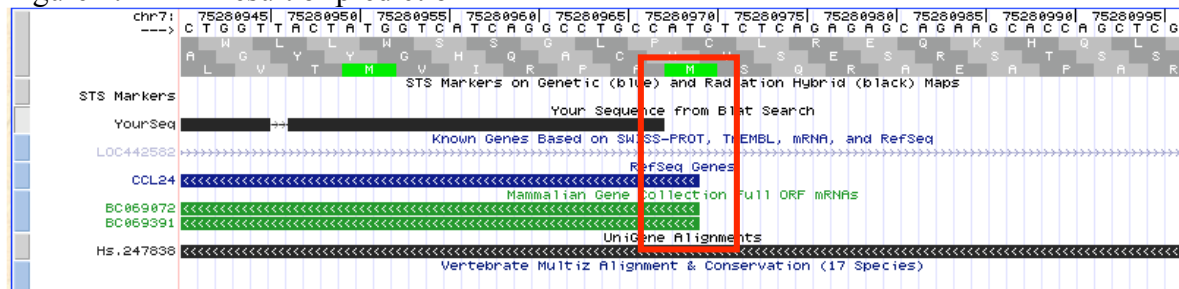 chr7: 75280945| 75280950| 75280955| 75280960| 75280965| 75280970| 75280975| 75280980| 75280985| 75280990| 75280995|
---> C T G G T T A C T A T G G T C A T C A G G C C T G C C A T G T C T C A G A G A G C A G A A G C A C C A G C T C G
W L L W S S G L P C L R E Q K H Q L
A G Y Y G H Q A C H V S E S R S T S S
L V T M V I R P A M S Q R A E A P A R
STS Markers on Genetic (blue) and Radiation Hybrid (black) Maps
STS Markers
Your Sequence from Blat Search
YourSeq
Known Genes Based on SWISS-PROT, TrEMBL, mRNA, and RefSeq
LOC442582
RefSeq Genes
CCL24
Mammalian Gene Collection Full ORF mRNAs
BC069072
BC069391
UniGene Alignments
Hs.247838
Vertebrate Multiz Alignment & Conservation (17 Species)